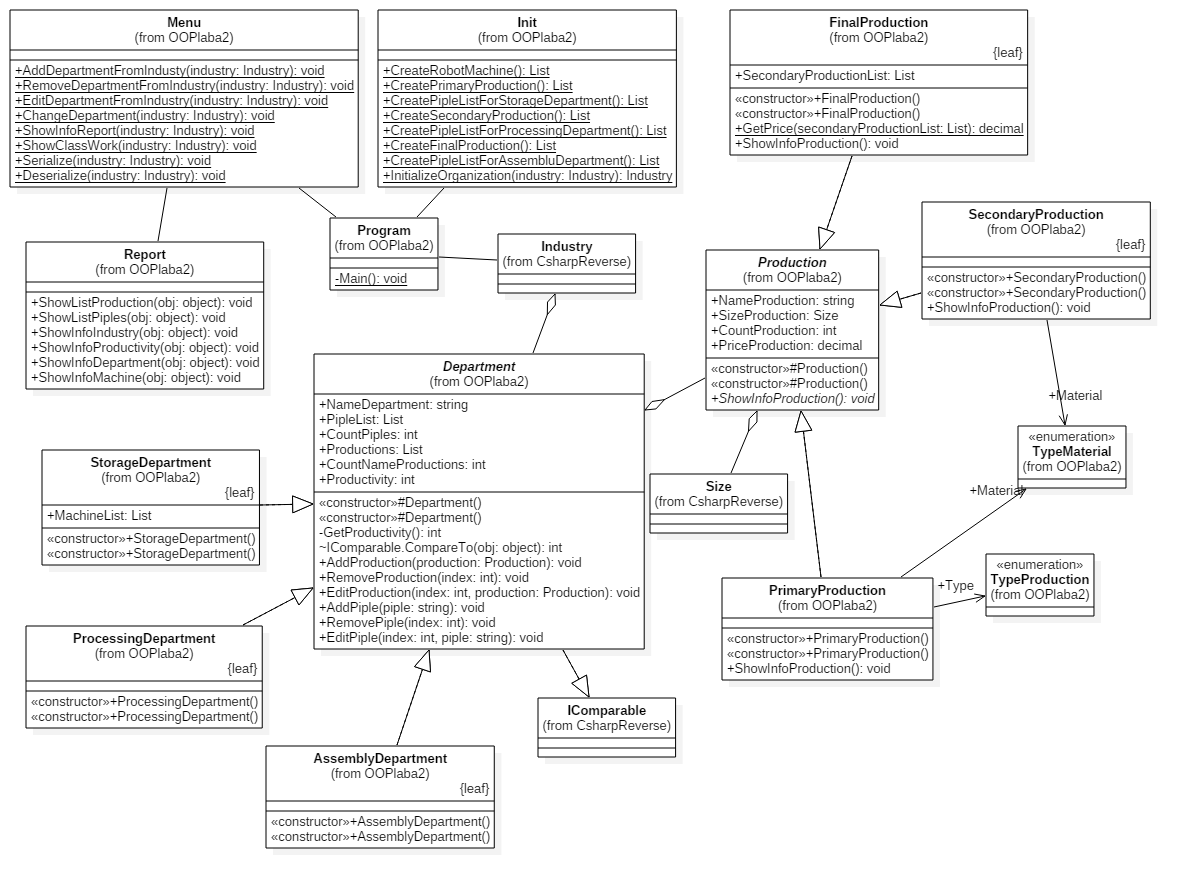 Menu
(from OOPlaba2)
+AddDepartmentFromIndusty(industry: Industry): void
+RemoveDepartmentFromIndustry(industry: Industry): void
+EditDepartmentFromIndustry(industry: Industry): void
+ChangeDepartment(industry: Industry): void
+ShowInfoReport(industry: Industry): void
+ShowClassWork(industry: Industry): void
+Serialize(industry: Industry): void
+Deserialize(industry: Industry): void
Init
(from OOPlaba2)
+CreateRobotMachine(): List
+CreatePrimaryProduction(): List
+CreatePipleListForStorageDepartment(): List
+CreateSecondaryProduction(): List
+CreatePipleListForProcessingDepartment(): List
+CreateFinalProduction(): List
+CreatePipleListForAssembluDepartment(): List
+InitializeOrganization(industry: Industry): Industry
FinalProduction
(from OOPlaba2)
{leaf}
+SecondaryProductionList: List
«constructor»+FinalProduction()
«constructor»+FinalProduction()
+GetPrice(secondaryProductionList: List): decimal
+ShowInfoProduction(): void
Report
(from OOPlaba2)
+ShowListProduction(obj: object): void
+ShowListPiples(obj: object): void
+ShowInfoIndustry(obj: object): void
+ShowInfoProductivity(obj: object): void
+ShowInfoDepartment(obj: object): void
+ShowInfoMachine(obj: object): void
Program
(from OOPlaba2)
-Main(): void
Industry
(from CsharpReverse)
Production
(from OOPlaba2)
+NameProduction: string
+SizeProduction: Size
+CountProduction: int
+PriceProduction: decimal
«constructor»#Production()
«constructor»#Production()
+ShowInfoProduction(): void
SecondaryProduction
(from OOPlaba2)
{leaf}
«constructor»+SecondaryProduction()
«constructor»+SecondaryProduction()
+ShowInfoProduction(): void
Department
(from OOPlaba2)
+NameDepartment: string
+PipleList: List
+CountPiples: int
+Productions: List
+CountNameProductions: int
+Productivity: int
«constructor»#Department()
«constructor»#Department()
-GetProductivity(): int
~IComparable.CompareTo(obj: object): int
+AddProduction(production: Production): void
+RemoveProduction(index: int): void
+EditProduction(index: int, production: Production): void
+AddPiple(piple: string): void
+RemovePiple(index: int): void
+EditPiple(index: int, piple: string): void
+Material
«enumeration»
TypeMaterial
(from OOPlaba2)
+Material
StorageDepartment
(from OOPlaba2)
{leaf}
+MachineList: List
«constructor»+StorageDepartment()
«constructor»+StorageDepartment()
Size
(from CsharpReverse)
«enumeration»
TypeProduction
(from OOPlaba2)
+Type
PrimaryProduction
(from OOPlaba2)
«constructor»+PrimaryProduction()
«constructor»+PrimaryProduction()
+ShowInfoProduction(): void
ProcessingDepartment
(from OOPlaba2)
{leaf}
«constructor»+ProcessingDepartment()
«constructor»+ProcessingDepartment()
IComparable
(from CsharpReverse)
AssemblyDepartment
(from OOPlaba2)
{leaf}
«constructor»+AssemblyDepartment()
«constructor»+AssemblyDepartment()